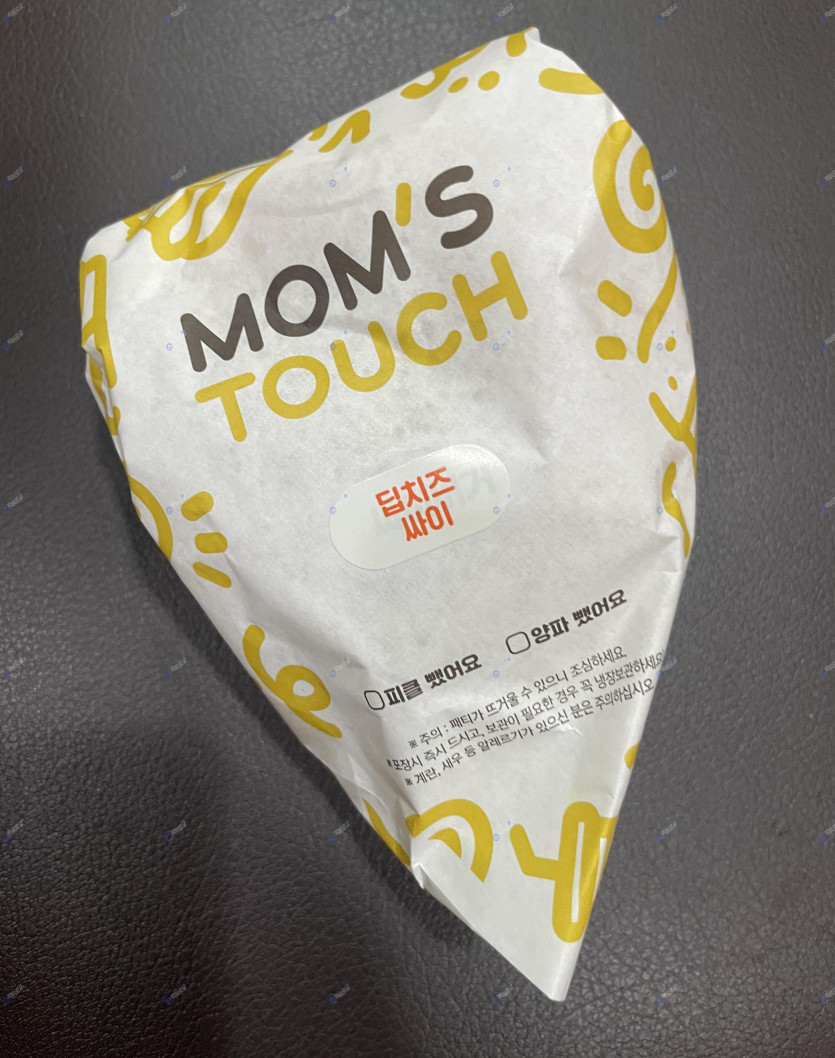 MOM'S
TOUCH
딥치즈
싸이
피클 뺐어요
양파 뺐어요
※ 주의 : 패티가 뜨거울 수 있으니 조심하세요.
※포장시 즉시 드시고, 보관이 필요한 경우 꼭 냉장보관하세요
※ 계란, 새우 등 알레르기가 있으신 분은 주의하십시오.